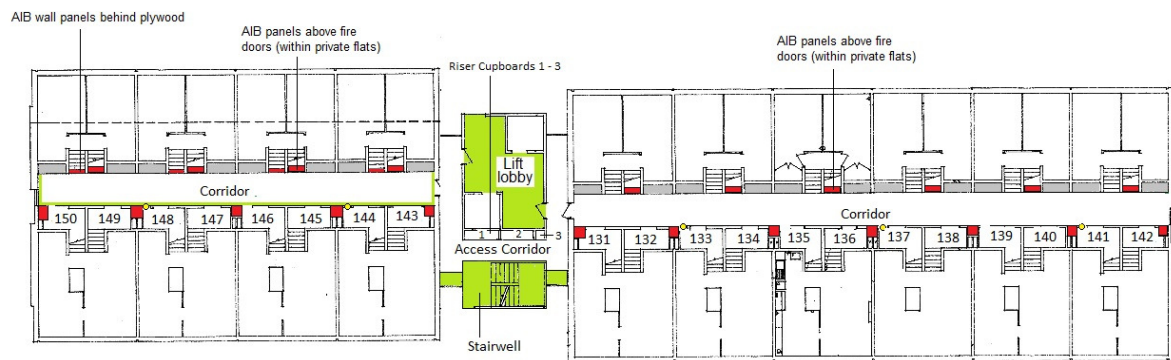 AIB wall panels behind plywood
AIB panels above fire
doors (within private flats)
Riser Cupboards 1 - 3
AIB panels above fire
doors (within private flats)
Lift
lobby
Corridor
Corridor
150 149 148 147 146 145 144 143
1 2 3
131 132 133 134 135 136 137 138 139 140 141 142
Access Corridor
Stairwell